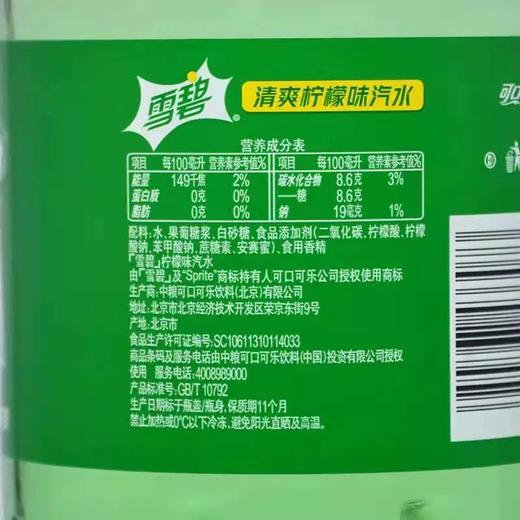 雪碧 清爽柠檬味汽水
可口
营养成分表
项目 每100毫升 营养素参考值% 项目 每100毫升 营养素参考值%
能量 149千焦 2% 碳水化合物 8.6克 3%
蛋白质 0克 0% ——糖 8.6克
脂肪 0克 0% 钠 19毫克 1%
配料:水、果葡糖浆、白砂糖、食品添加剂(二氧化碳、柠檬酸、柠檬
酸钠、苯甲酸钠、蔗糖素、安赛蜜)、食用香精
「雪碧」柠檬味汽水
由「雪碧」及“Sprite”商标持有人可口可乐公司授权使用商标
生产商:中粮可口可乐饮料(北京)有限公司
地址:北京市北京经济技术开发区荣京东街9号
产地:北京市
食品生产许可证编号:SC10611310114033
商品条码及服务电话由中粮可口可乐饮料(中国)投资有限公司授权
使用 服务电话:4008989000
产品标准号:GB/T 10792
生产日期标于瓶盖/瓶身,保质期11个月
禁止加热或0℃以下冷冻,避免阳光直晒及高温。